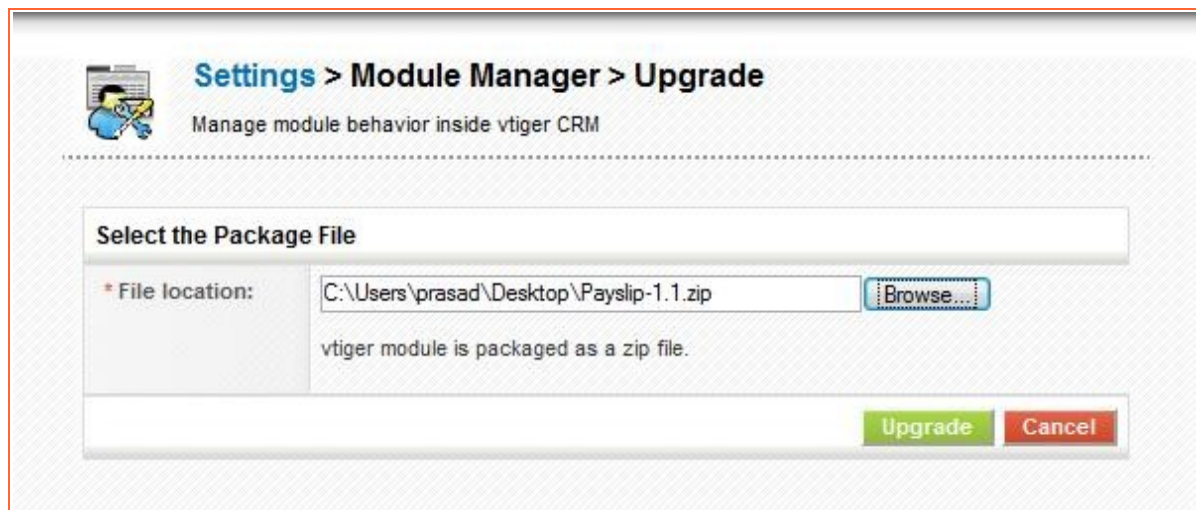 Settings > Module Manager > Upgrade
Manage module behavior inside vtiger CRM
Select the Package File
* File location:
C:\Users\prasad\Desktop\Payslip-1.1.zip
Browse...
vtiger module is packaged as a zip file.
Upgrade
Cancel